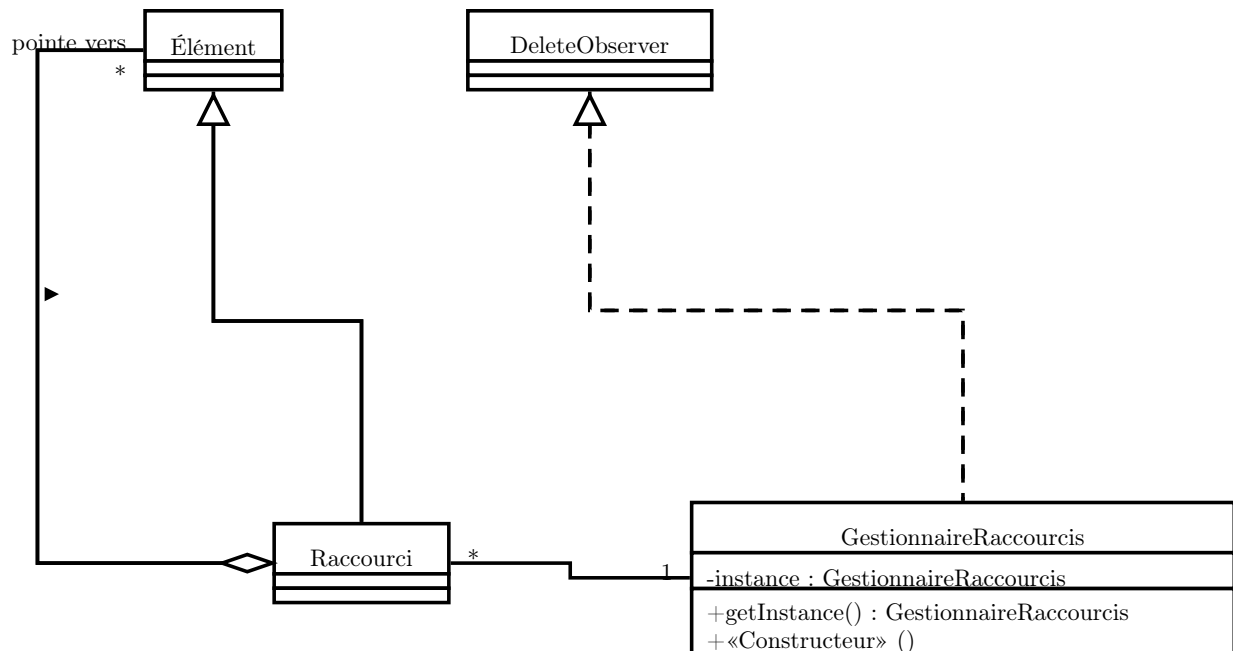 pointe vers
Élément
*
DeleteObserver
Raccourci
*
1
GestionnaireRaccourcis
-instance : GestionnaireRaccourcis
+getInstance() : GestionnaireRaccourcis
+«Constructeur» ()